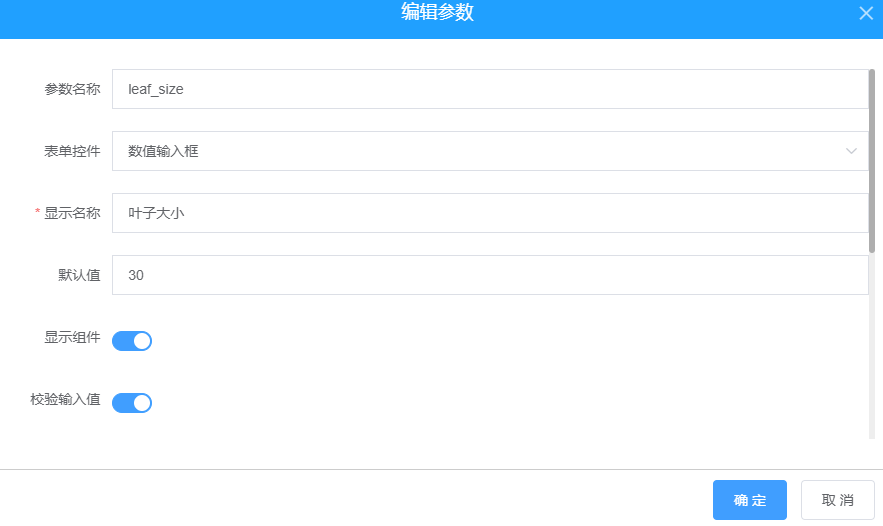 编辑参数
参数名称 leaf_size
表单控件 数值输入框
* 显示名称 叶子大小
默认值 30
显示组件
校验输入值
确 定 取 消